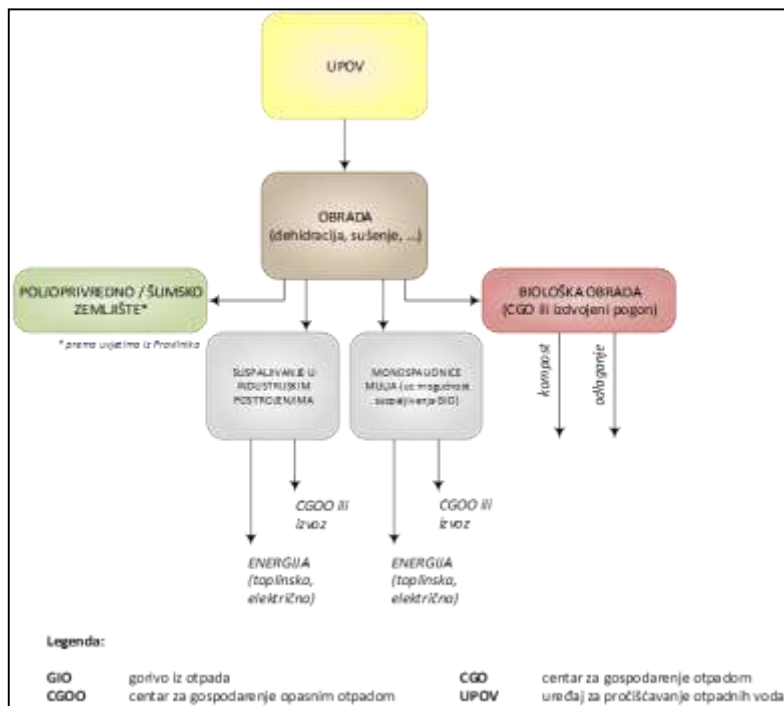 UPOV
OBRADA
(dehidracija, sušenje, ...)
POLJOPRIVREDNO / ŠUMSKO
ZEMLJIŠTE*
* prema uvjetima iz Pravilnika
BIOLOŠKA OBRADA
(CGO ili izdvojeni pogon)
SUSPALJIVANJE U
INDUSTRIJSKIM
POSTROJENJIMA
MONOSPALIONICE
MULJA (uz mogućnost
suspaljivanja GIO)
kompost
odlaganje
CGOO ili
izvoz
CGOO ili
izvoz
ENERGIJA
(toplinska,
električna)
ENERGIJA
(toplinska,
električna)
Legenda:
GIO gorivo iz otpada
CGO centar za gospodarenje otpadom
CGOO centar za gospodarenje opasnim otpadom
UPOV uređaj za pročišćavanje otpadnih voda